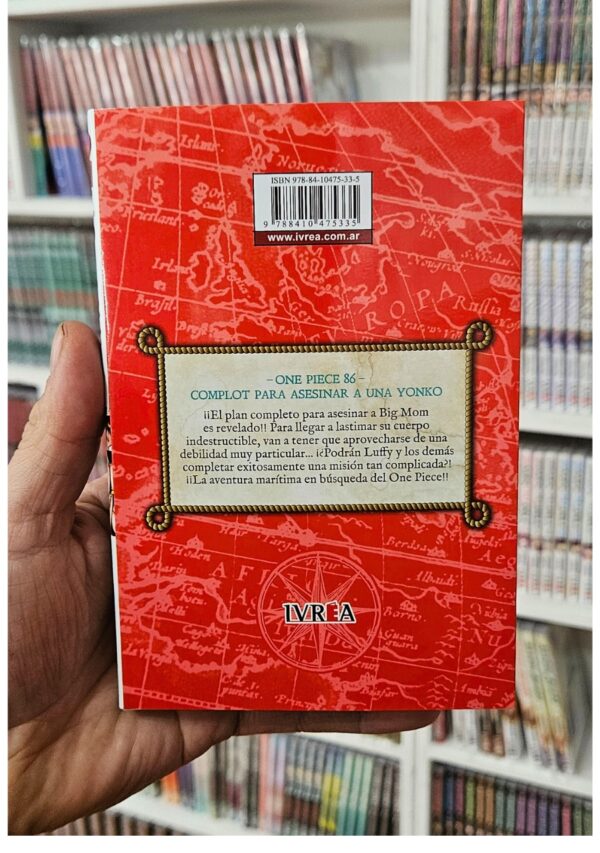 ISBN 978-84-10475-33-5
9 788410 475335
www.ivrea.com.ar
ROPA
– ONE PIECE 86 –
COMPLOT PARA ASESINAR A UNA YONKO
¡¡El plan completo para asesinar a Big Mom
es revelado!! Para llegar a lastimar su cuerpo
indestructible, van a tener que aprovecharse de una
debilidad muy particular... ¡¿Podrán Luffy y los demás
completar exitosamente una misión tan complicada?!
¡¡La aventura marítima en búsqueda del One Piece!!
IVREA